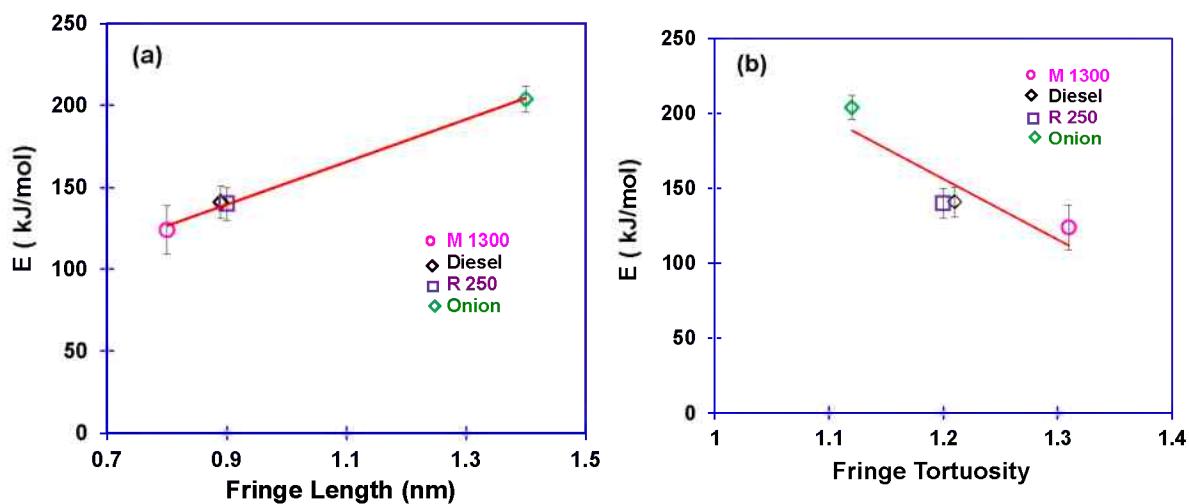 (a)
E ( kJ/mol)
250
200
150
100
50
0
0.7
0.9
1.1
1.3
1.5
Fringe Length (nm)
M 1300
Diesel
R 250
Onion
(b)
E ( kJ/mol)
250
200
150
100
50
0
1
1.1
1.2
1.3
1.4
Fringe Tortuosity
M 1300
Diesel
R 250
Onion